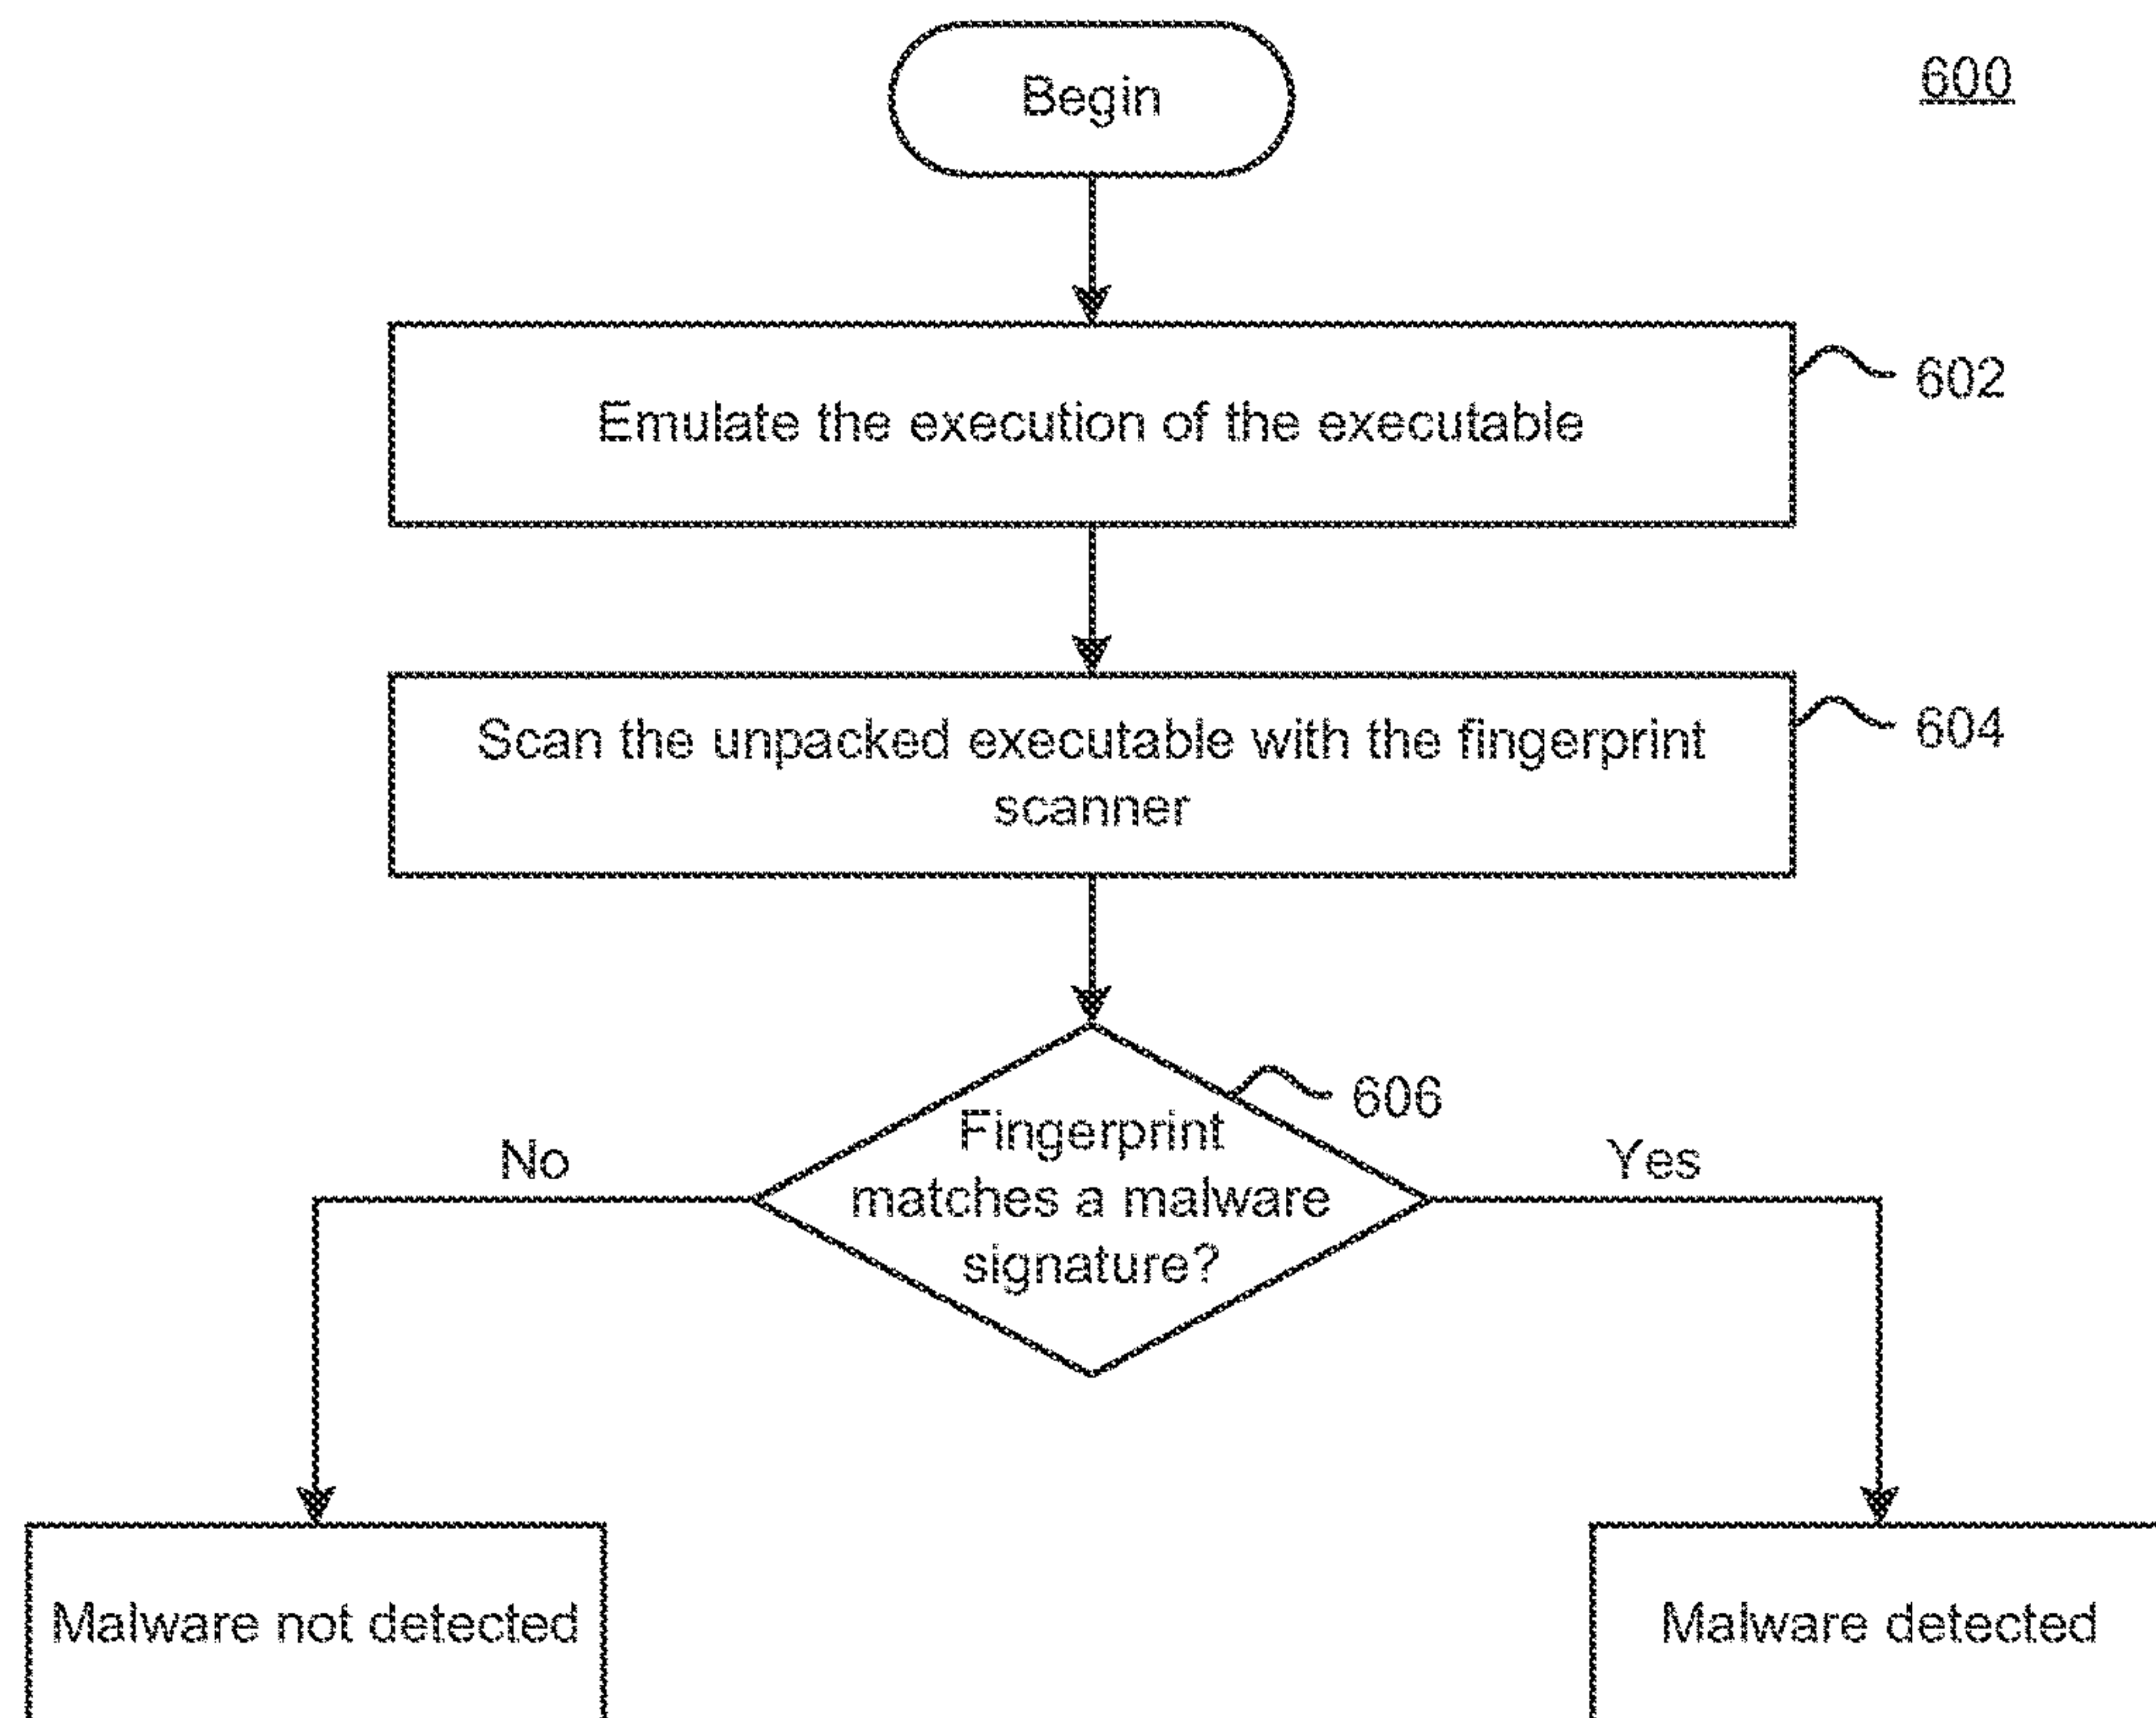 Begin
600
Emulate the execution of the executable
602
Scan the unpacked executable with the fingerprint
scanner
604
606
Fingerprint
matches a malware
signature?
No
Yes
Malware not detected
Malware detected